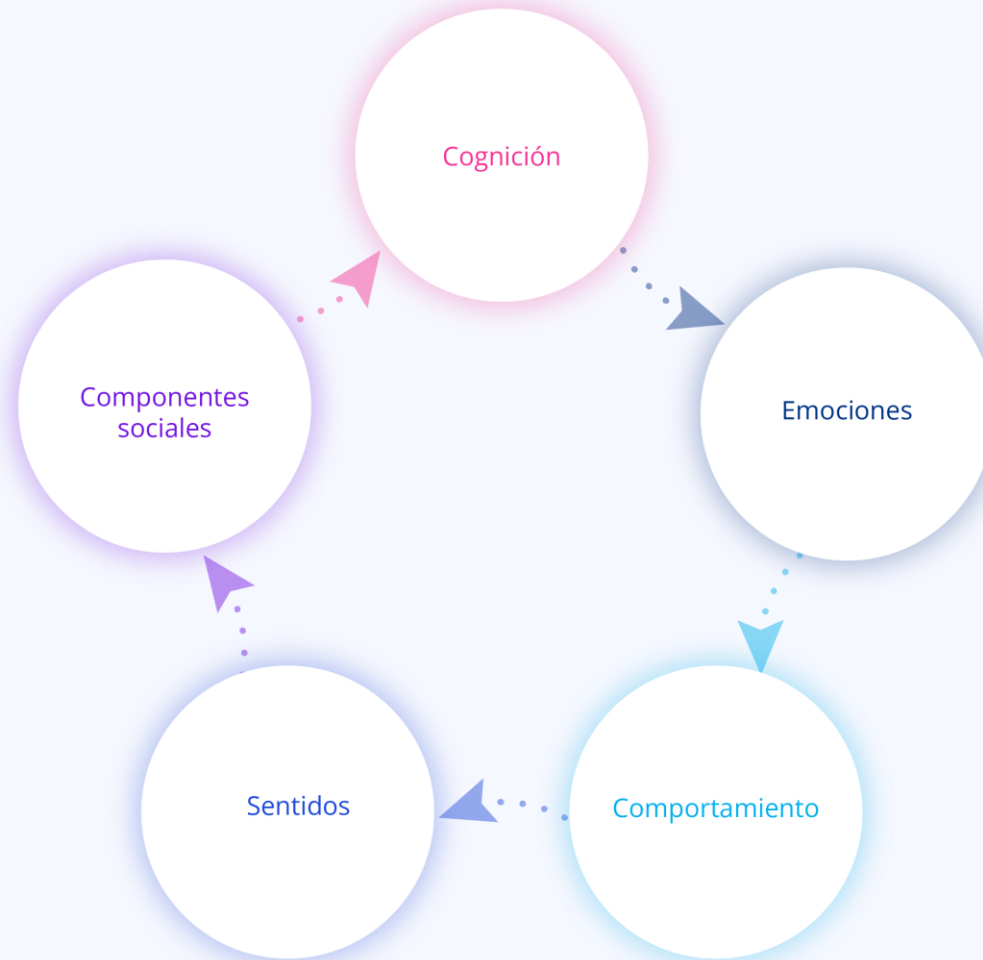 Cognición
Emociones
Comportamiento
Sentidos
Componentes
sociales